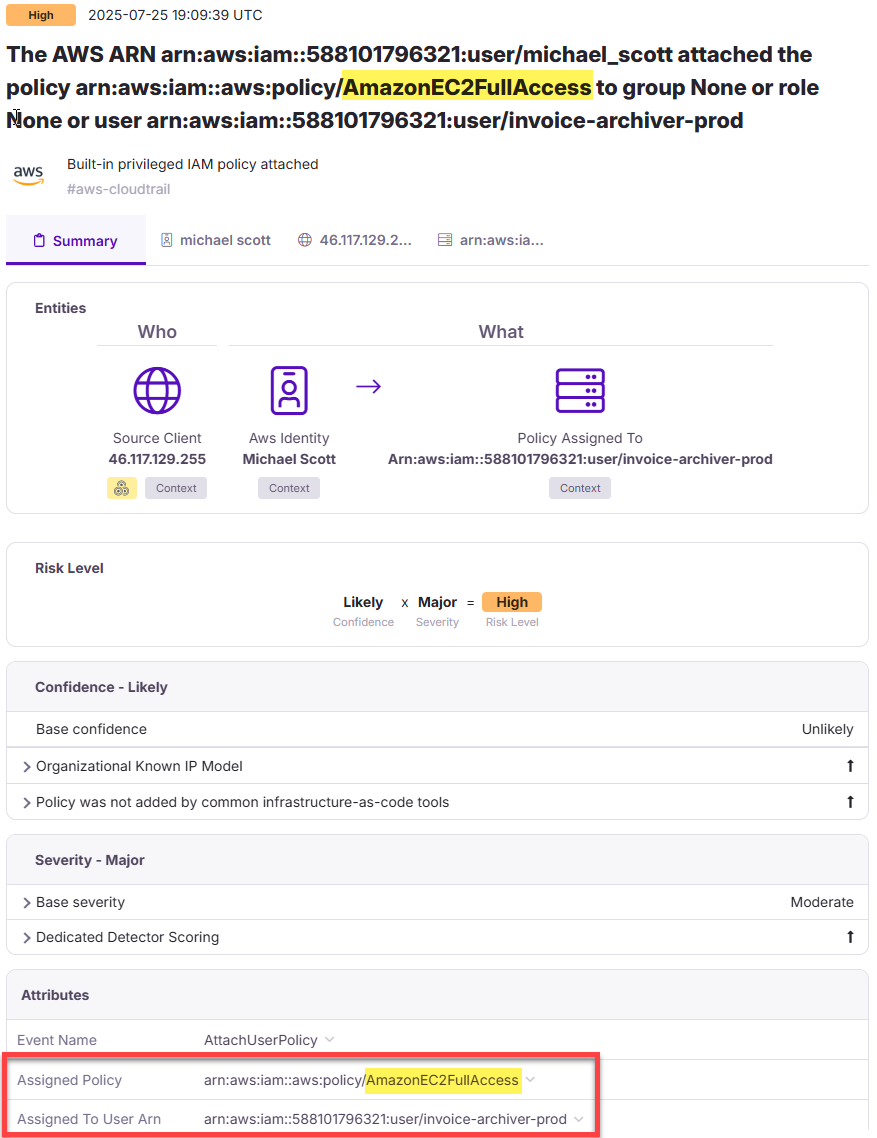 High 2025-07-25 19:09:39 UTC
The AWS ARN arn:aws:iam::588101796321:user/michael_scott attached the
policy arn:aws:iam::aws:policy/AmazonEC2FullAccess to group None or role
None or user arn:aws:iam::588101796321:user/invoice-archiver-prod
aws
Built-in privileged IAM policy attached
#aws-cloudtrail
Summary michael scott 46.117.129.2... arn:aws:ia...
Entities
Who What
Source Client Aws Identity Policy Assigned To
46.117.129.255 Michael Scott Arn:aws:iam::588101796321:user/invoice-archiver-prod
Context Context Context
Risk Level
Likely x Major = High
Confidence Severity Risk Level
Confidence - Likely
Base confidence Unlikely
Organizational Known IP Model
Policy was not added by common infrastructure-as-code tools
Severity - Major
Base severity Moderate
Dedicated Detector Scoring
Attributes
Event Name AttachUserPolicy
Assigned Policy arn:aws:iam::aws:policy/AmazonEC2FullAccess
Assigned To User Arn arn:aws:iam::588101796321:user/invoice-archiver-prod